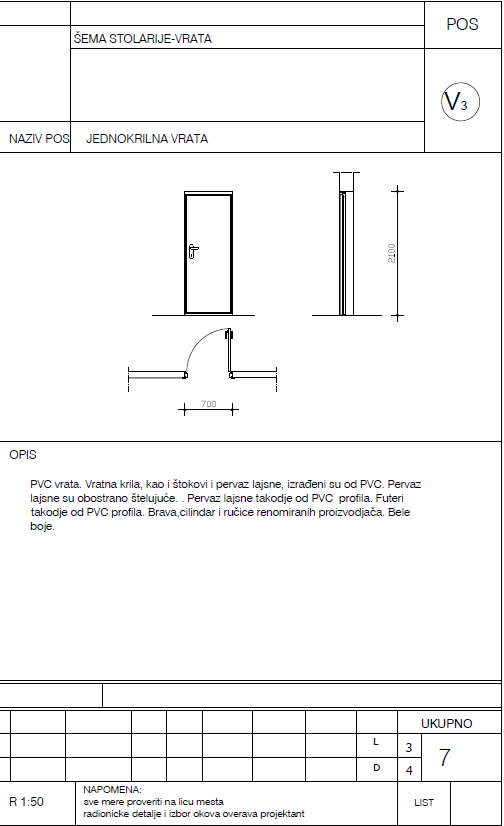 POS
ŠEMA STOLARIJE-VRATA
V3
NAZIV POS
JEDNOKRILNA VRATA
2100
700
OPIS
PVC vrata. Vratna krila, kao i štokovi i pervaz lajsne, izrađeni su od PVC. Pervaz
lajsne su obostrano štelujuće. . Pervaz lajsne takodje od PVC profila. Futeri
takodje od PVC profila. Brava,cilindar i ručice renomiranih proizvodjača. Bele
boje.
UKUPNO
L 3
7
D 4
R 1:50
NAPOMENA:
sve mere proveriti na licu mesta
radionicke detalje i izbor okova overava projektant
LIST